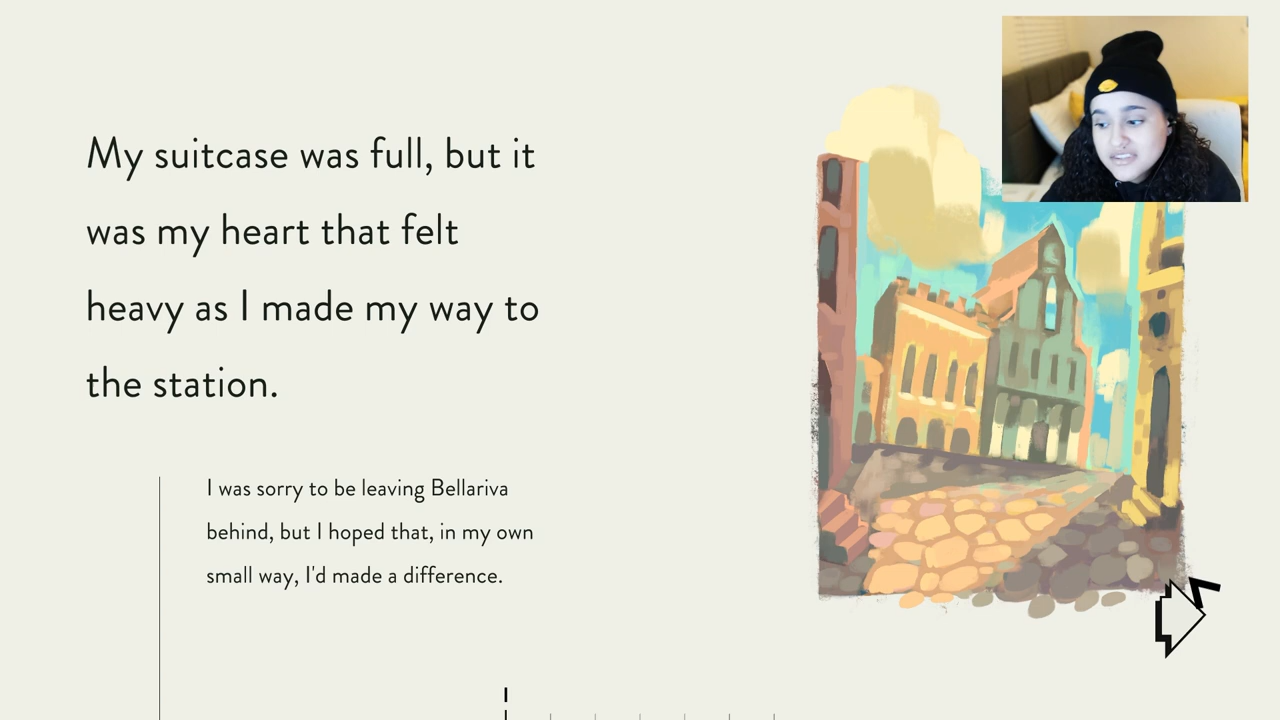 My suitcase was full, but it
was my heart that felt
heavy as I made my way to
the station.
I was sorry to be leaving Bellariva
behind, but I hoped that, in my own
small way, I'd made a difference.